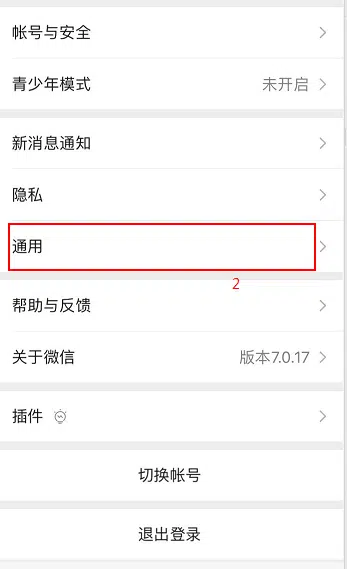 帐号与安全
青少年模式 未开启
新消息通知
隐私
通用
2
帮助与反馈
关于微信 版本7.0.17
插件
切换帐号
退出登录